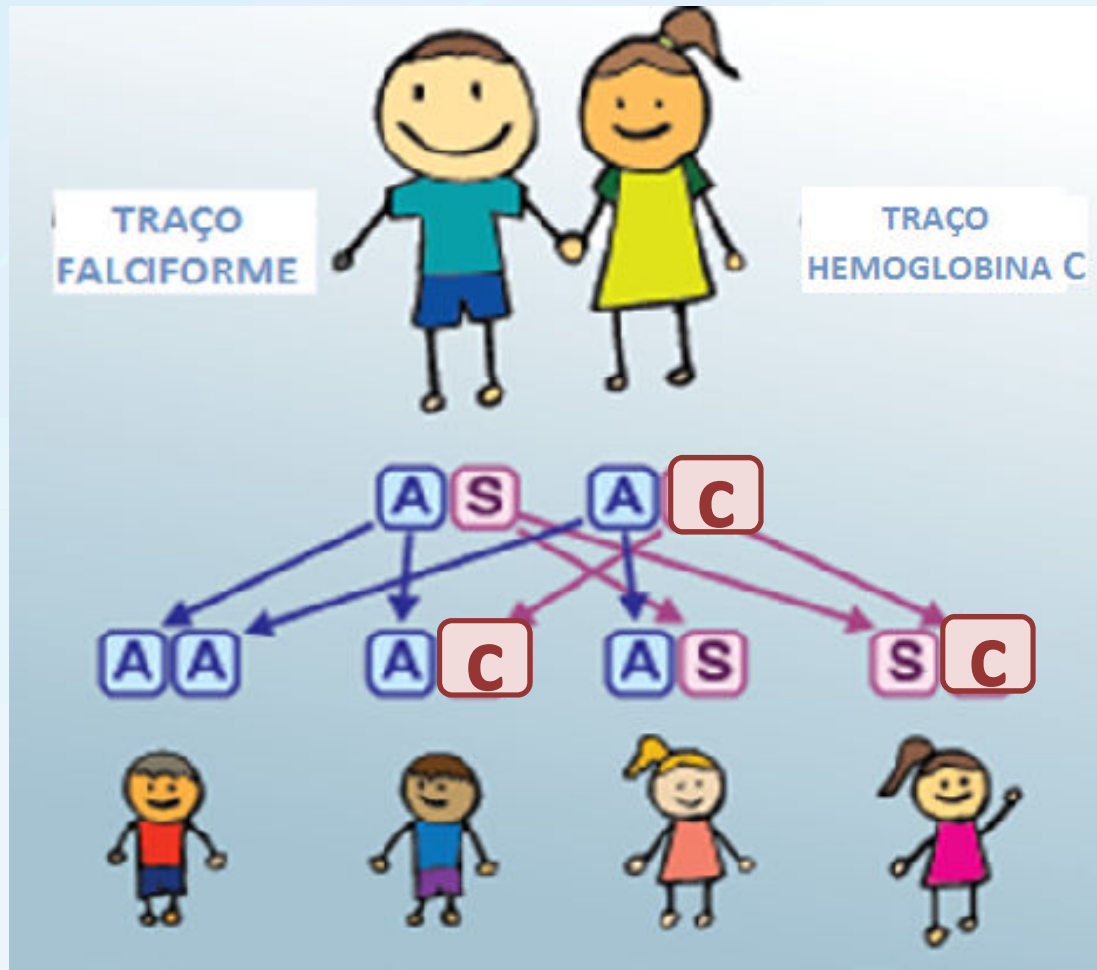 TRAÇO
FALCIFORME
TRAÇO
HEMOGLOBINA C
A S A C
A A A C A S S C